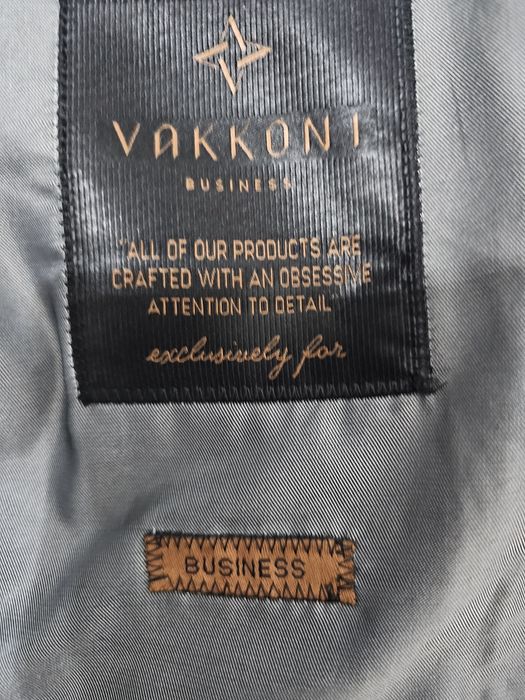 VAKKONI
BUSINESS
"ALL OF OUR PRODUCTS ARE
CRAFTED WITH AN OBSESSIVE
ATTENTION TO DETAIL
exclusively for
BUSINESS